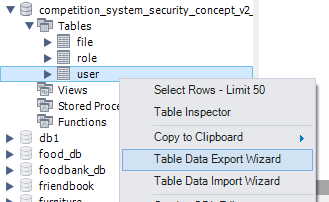 competition_system_security_concept_v2_
Tables
file
role
user
Views
Stored Proce
Functions
db1
food_db
foodbank_db
friendbook
Select Rows - Limit 50
Table Inspector
Copy to Clipboard
Table Data Export Wizard
Table Data Import Wizard